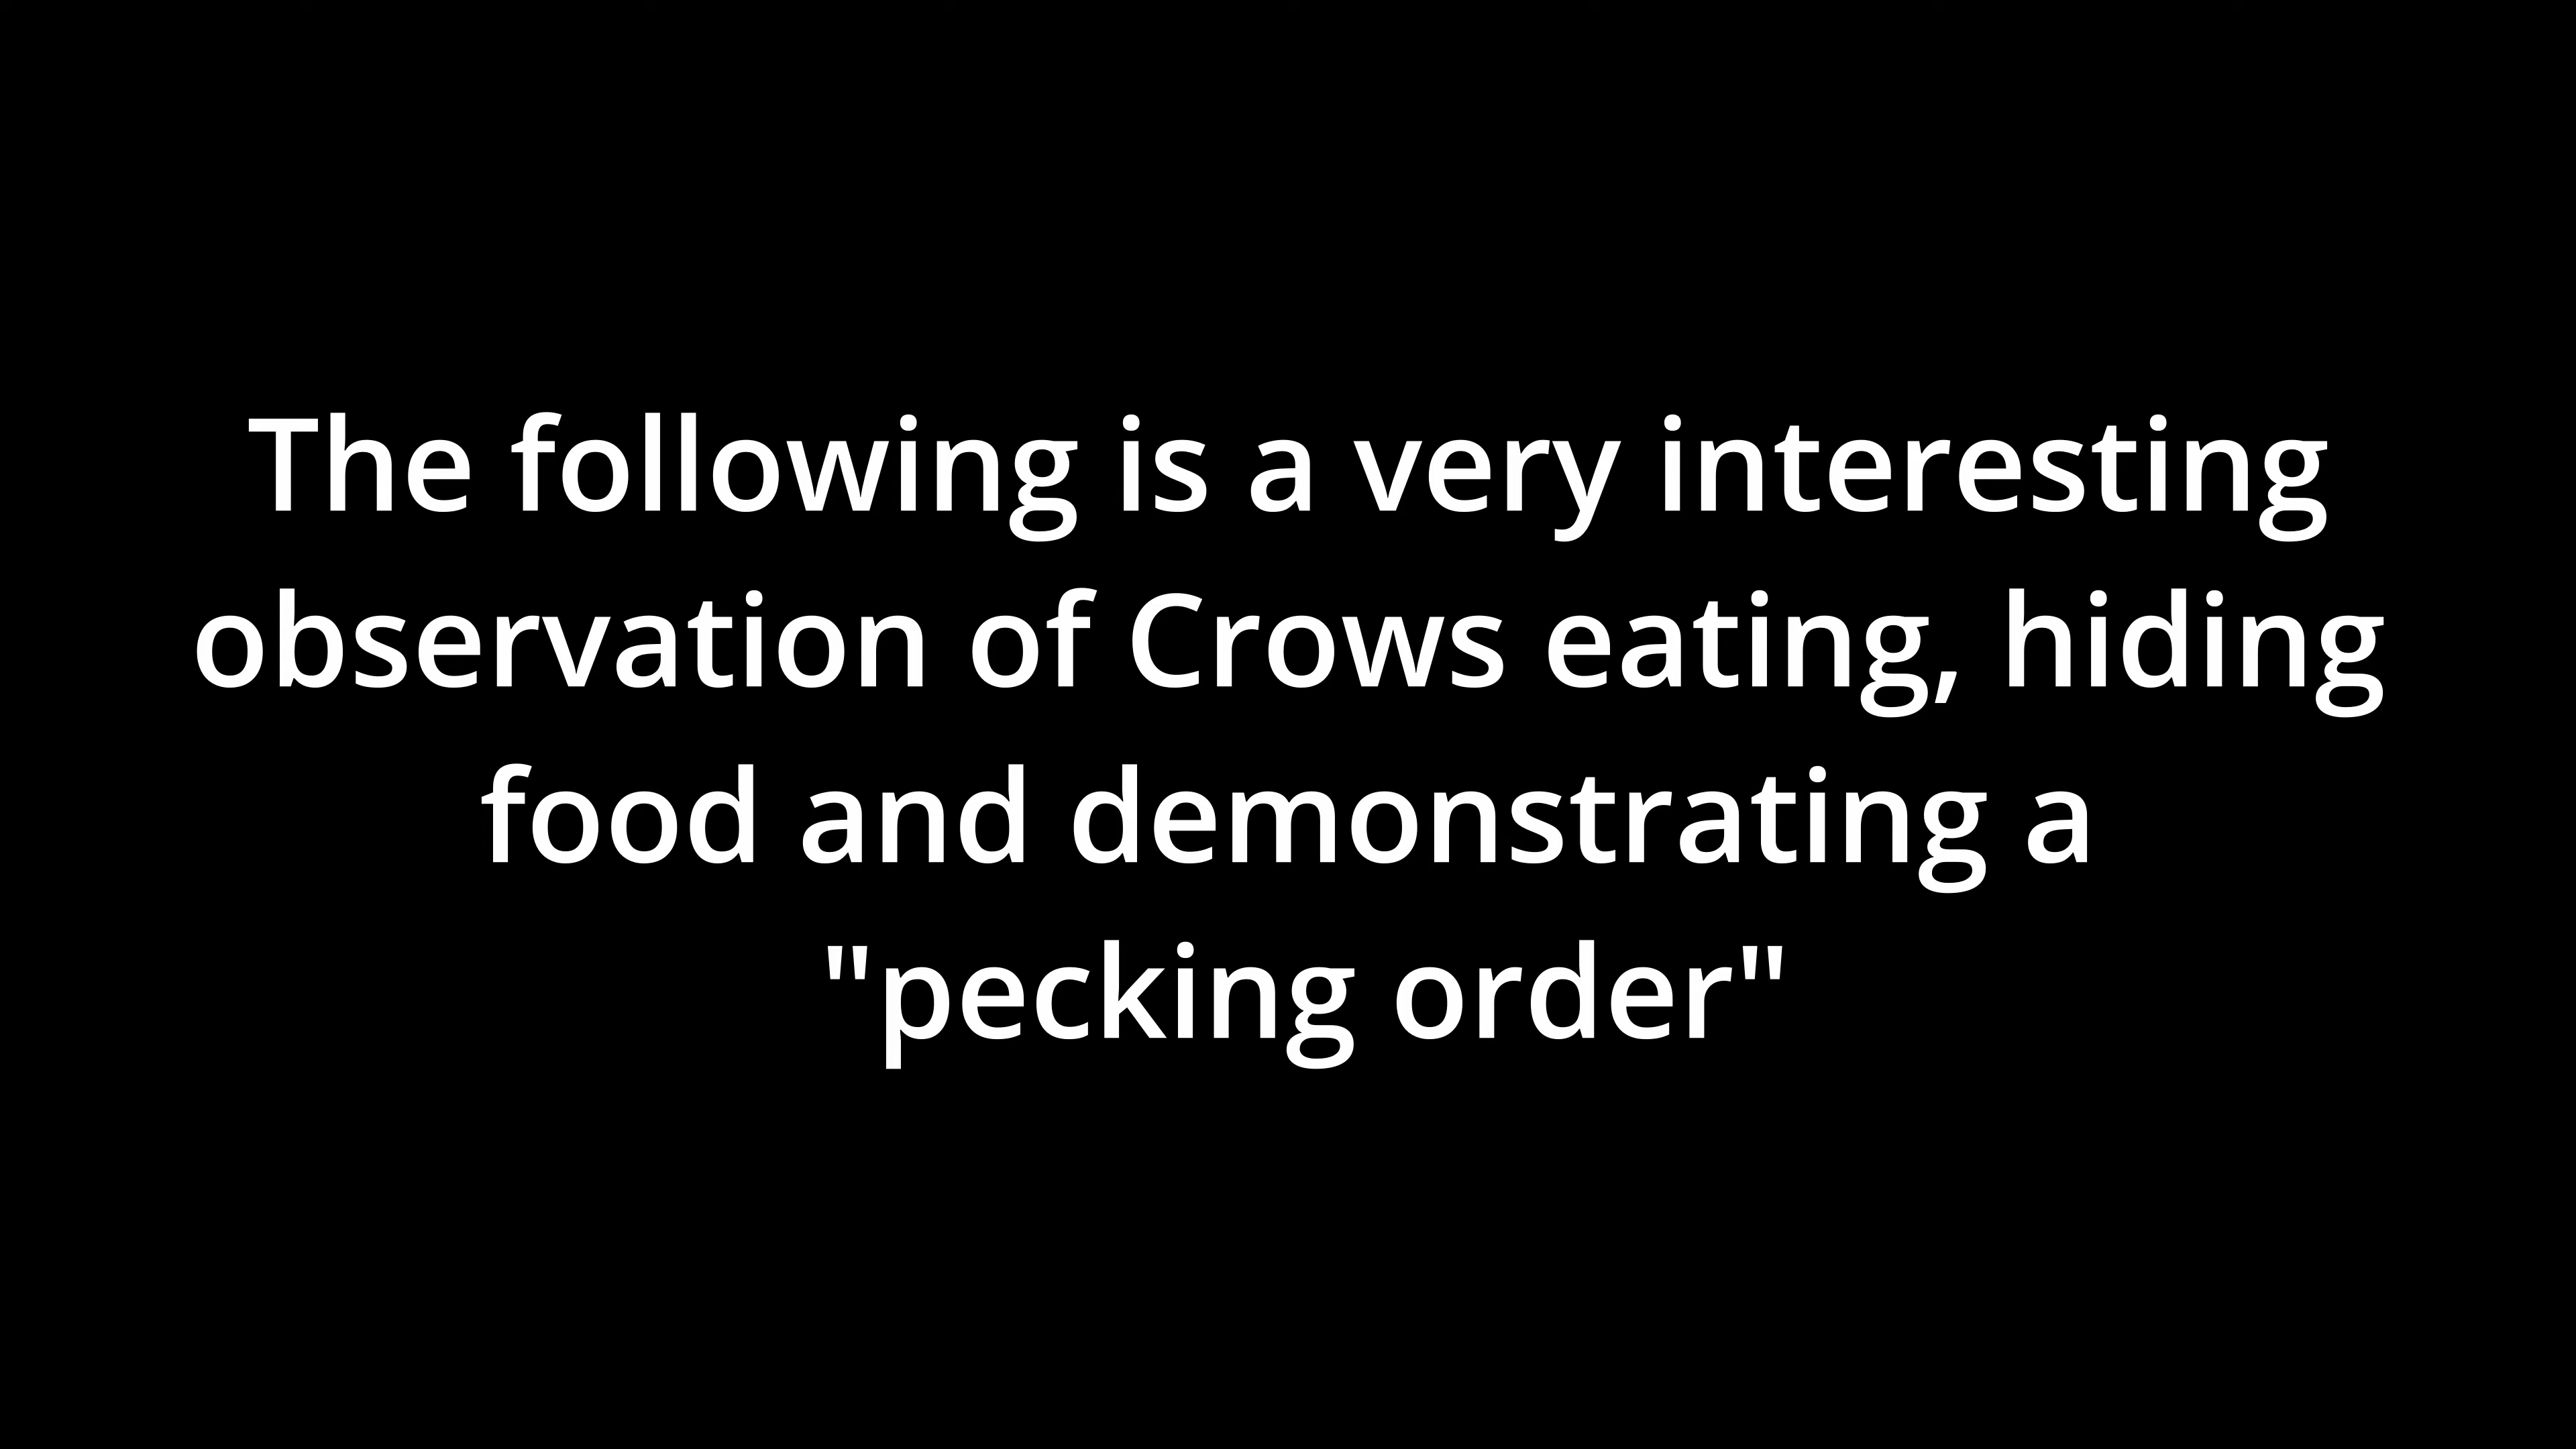 The following is a very interesting
observation of Crows eating, hiding
food and demonstrating a
"pecking order"